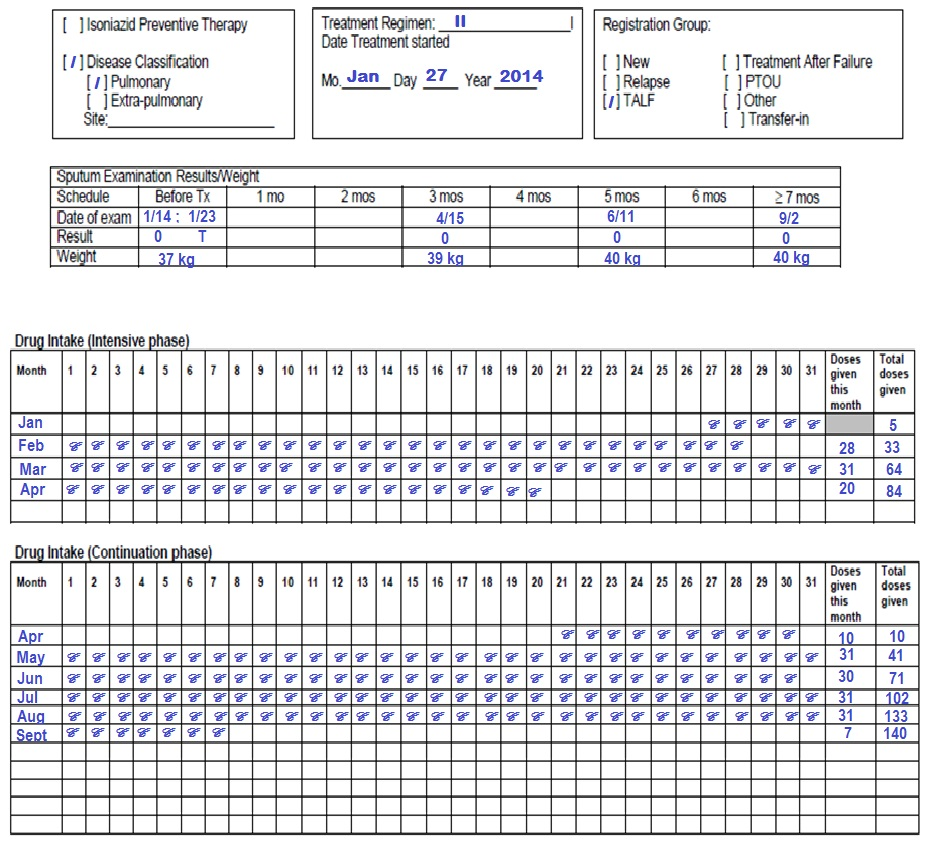 [ ] Isoniazid Preventive Therapy
[/] Disease Classification
[/] Pulmonary
[ ] Extra-pulmonary
Site:
Treatment Regimen: II
Date Treatment started
Mo. Jan Day 27 Year 2014
Registration Group:
[ ] New [ ] Treatment After Failure
[ ] Relapse [ ] PTOU
[/] TALF [ ] Other
[ ] Transfer-in
Sputum Examination Results/Weight
Schedule Before Tx 1 mo 2 mos 3 mos 4 mos 5 mos 6 mos ≥ 7 mos
Date of exam 1/14 ; 1/23 4/15 6/11 9/2
Result 0 T 0 0 0
Weight 37 kg 39 kg 40 kg 40 kg
Drug Intake (Intensive phase)
Month 1 2 3 4 5 6 7 8 9 10 11 12 13 14 15 16 17 18 19 20 21 22 23 24 25 26 27 28 29 30 31 Doses given this month Total doses given
Jan 5
Feb 28 33
Mar 31 64
Apr 20 84
Drug Intake (Continuation phase)
Month 1 2 3 4 5 6 7 8 9 10 11 12 13 14 15 16 17 18 19 20 21 22 23 24 25 26 27 28 29 30 31 Doses given this month Total doses given
Apr 10 10
May 31 41
Jun 30 71
Jul 31 102
Aug 31 133
Sept 7 140